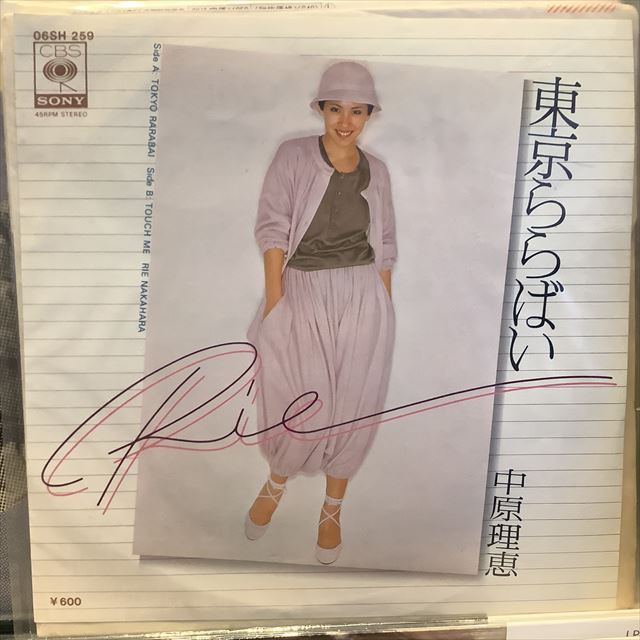 06SH 259
CBS
SONY
45RPM STEREO
Side A: TOKYO RARABAI Side B: TOUCH ME RIE NAKAHARA
東京ららばい
Rie
中原理恵
¥600